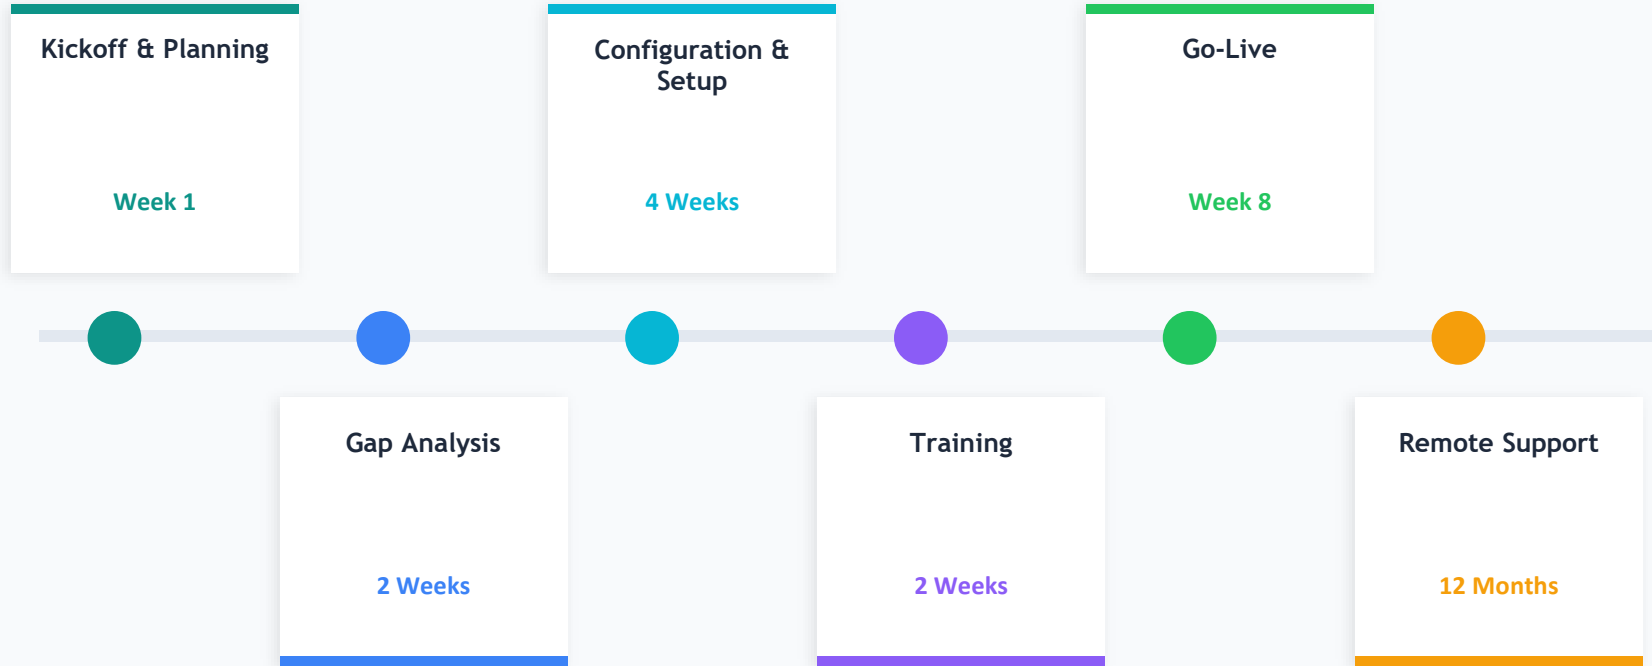 Kickoff & Planning
Week 1
Gap Analysis
2 Weeks
Configuration &
Setup
4 Weeks
Training
2 Weeks
Go-Live
Week 8
Remote Support
12 Months